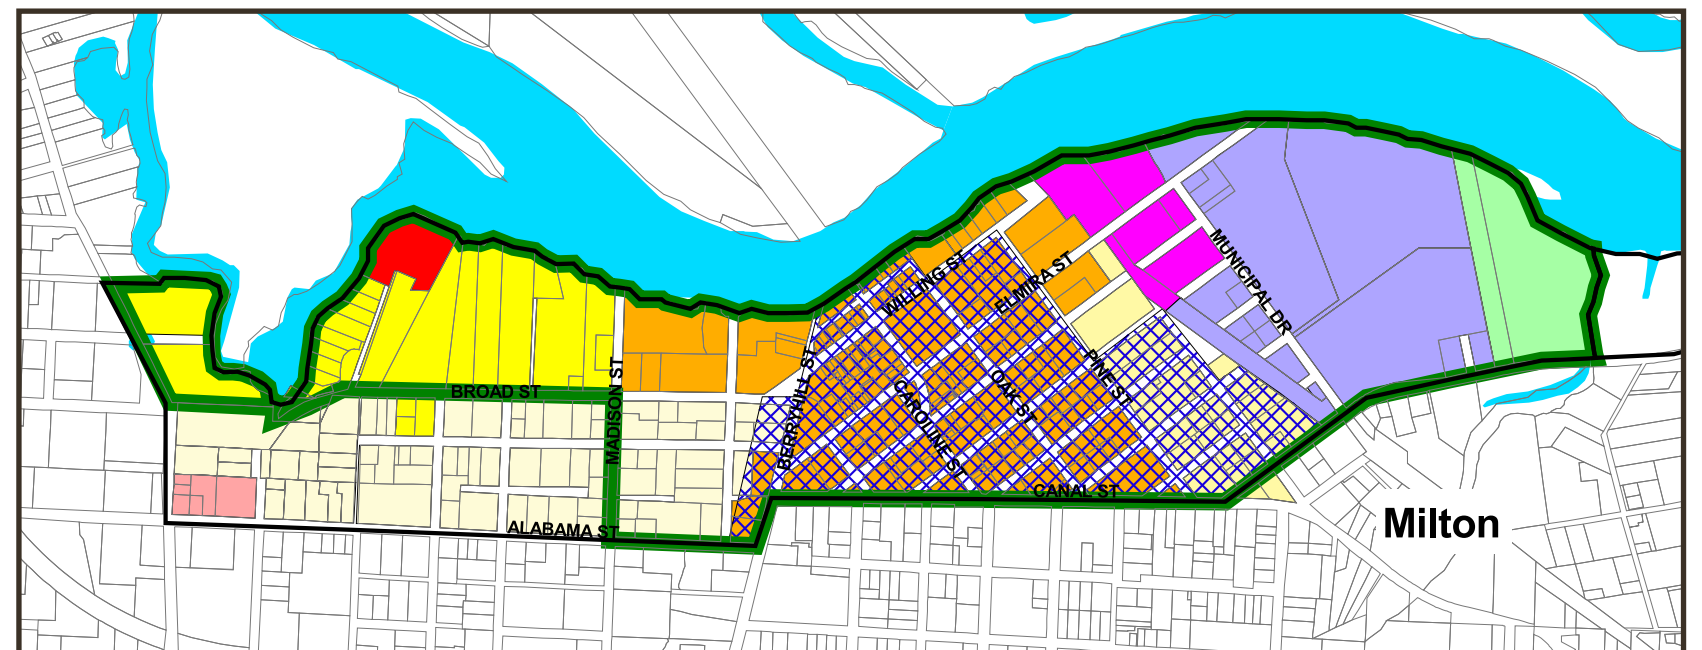 WILLING ST
ELMIRA ST
MUNICIPAL DR
BROAD ST
MADISON ST
BERRYHILL ST
CAROLINE ST
OAK ST
PINE ST
CANAL ST
ALABAMA ST
Milton